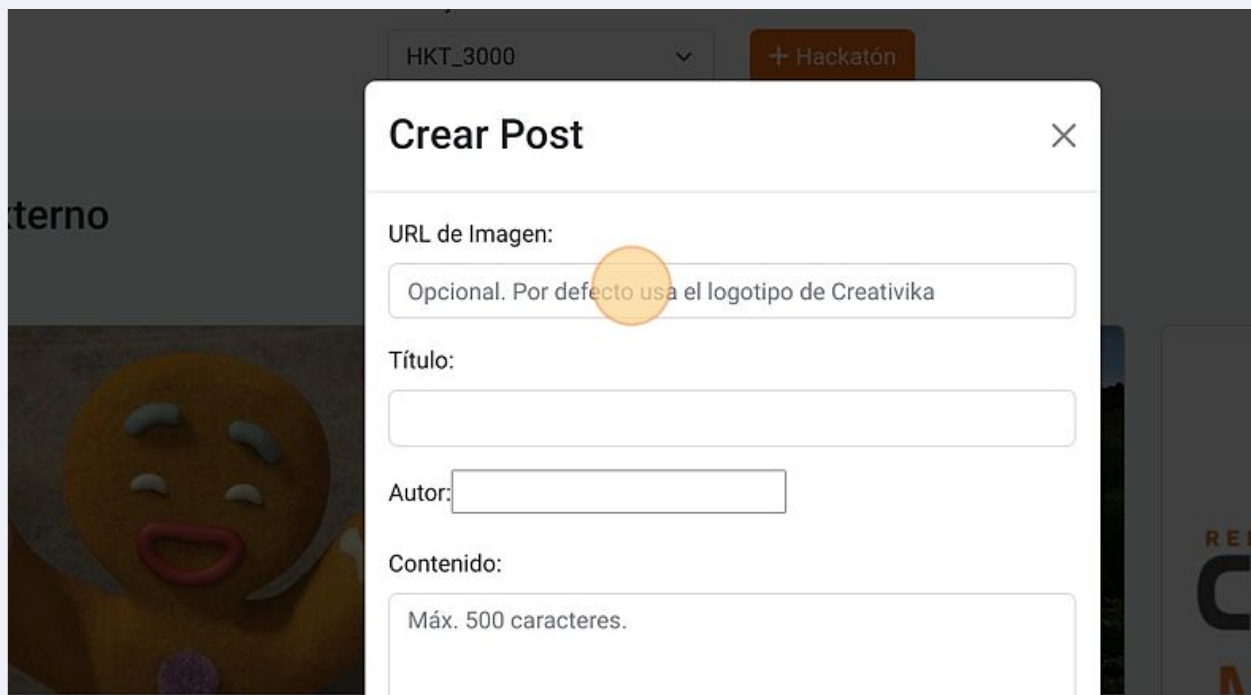 HKT_3000
+ Hackatón
Crear Post
terno
URL de Imagen:
Opcional. Por defecto usa el logotipo de Creativika
Título:
Autor:
Contenido:
Máx. 500 caracteres.